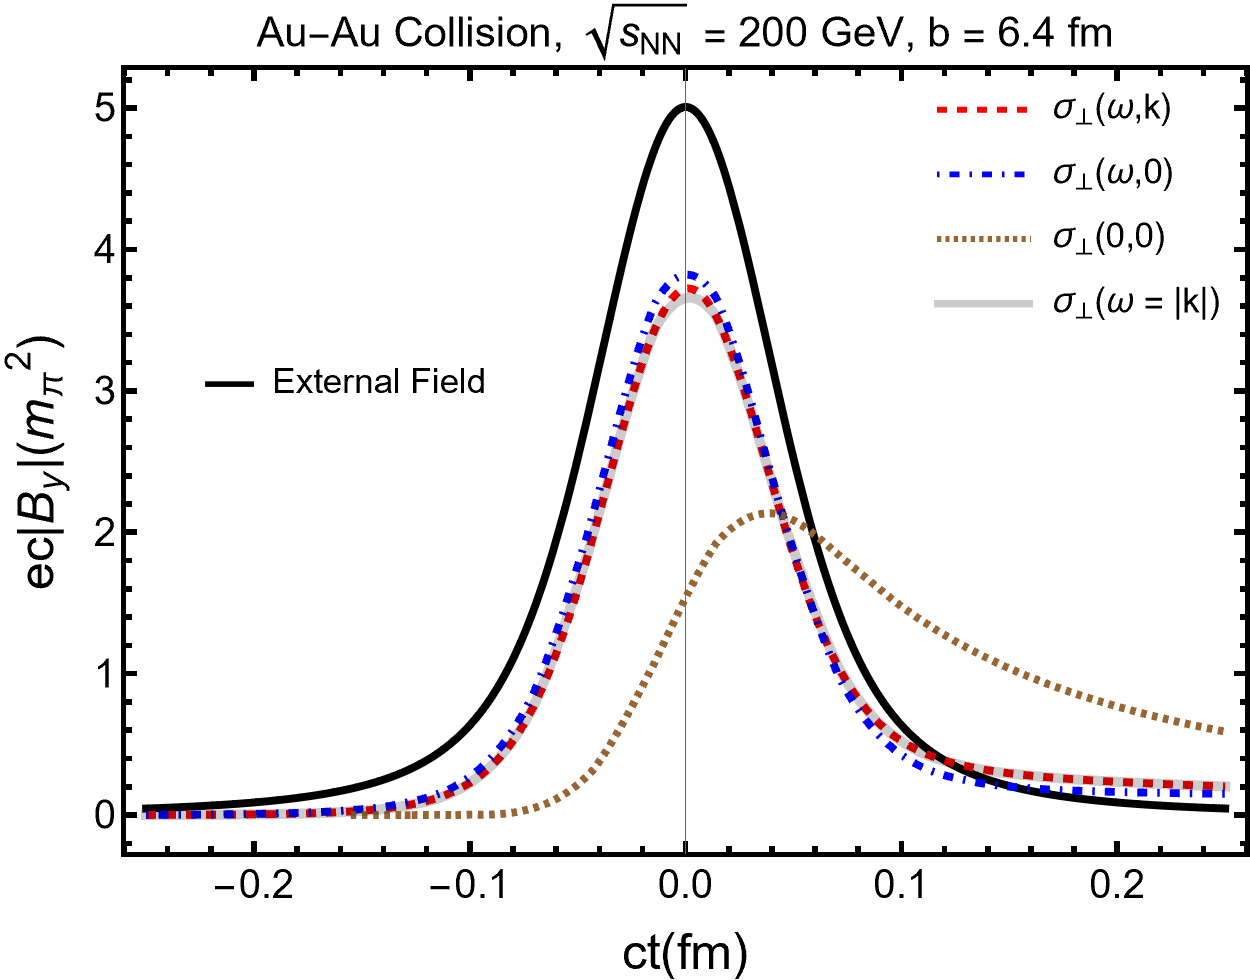 Au−Au Collision, √sNN = 200 GeV, b = 6.4 fm
σ⊥(ω,k)
σ⊥(ω,0)
σ⊥(0,0)
σ⊥(ω = |k|)
External Field
ec|By|(mπ²)
5
4
3
2
1
0
−0.2
−0.1
0.0
0.1
0.2
ct(fm)